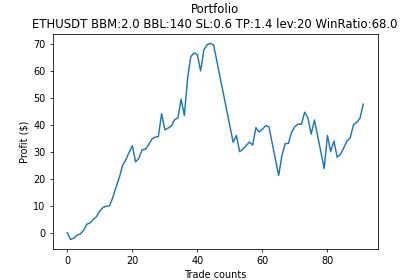 Portfolio
ETHUSDT BBM:2.0 BBL:140 SL:0.6 TP:1.4 lev:20 WinRatio:68.0
70
60
50
40
30
20
10
0
Profit ($)
0 20 40 60 80
Trade counts